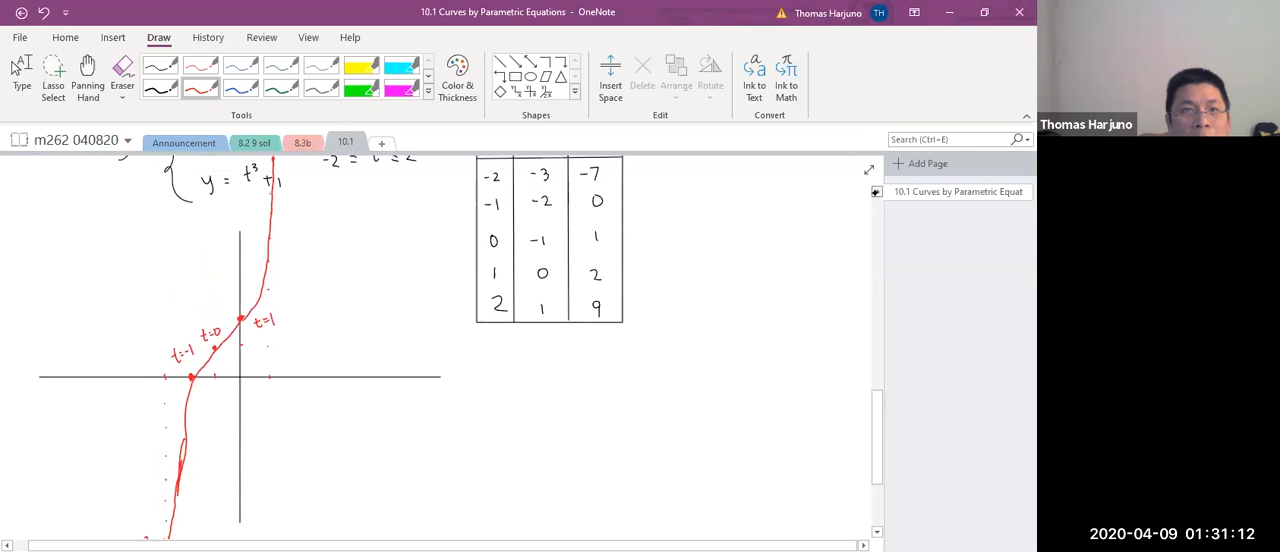 10.1 Curves by Parametric Equations - OneNote
Thomas Harjuno TH
File Home Insert Draw History Review View Help
Type Lasso Select Panning Hand Eraser Color & Thickness Insert Space Delete Arrange Rotate Ink to Text Ink to Math
Tools Shapes Edit Convert
Thomas Harjuno
m262 040820 Announcement 8.2 9 sol 8.3b 10.1 Search (Ctrl+E)
Add Page
10.1 Curves by Parametric Equat
y = t³ + 1
-2 ≤ t ≤ 2
-2 -3 -7
-1 -2 0
0 -1 1
1 0 2
2 1 9
t=1
t=0
t=-1
2020-04-09 01:31:12